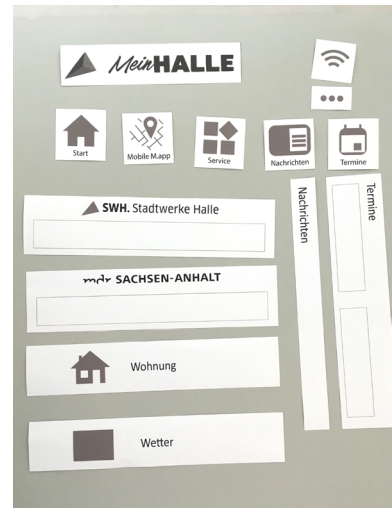 MeinHALLE
Start
Mobile M.app
Service
Nachrichten
Termine
SWH. Stadtwerke Halle
mdr SACHSEN-ANHALT
Wohnung
Wetter
Nachrichten
Termine